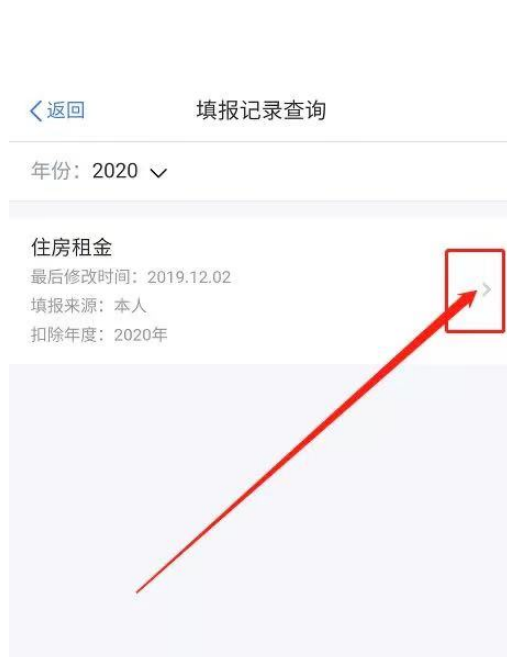 返回 填报记录查询
年份：2020
住房租金
最后修改时间：2019.12.02
填报来源：本人
扣除年度：2020年